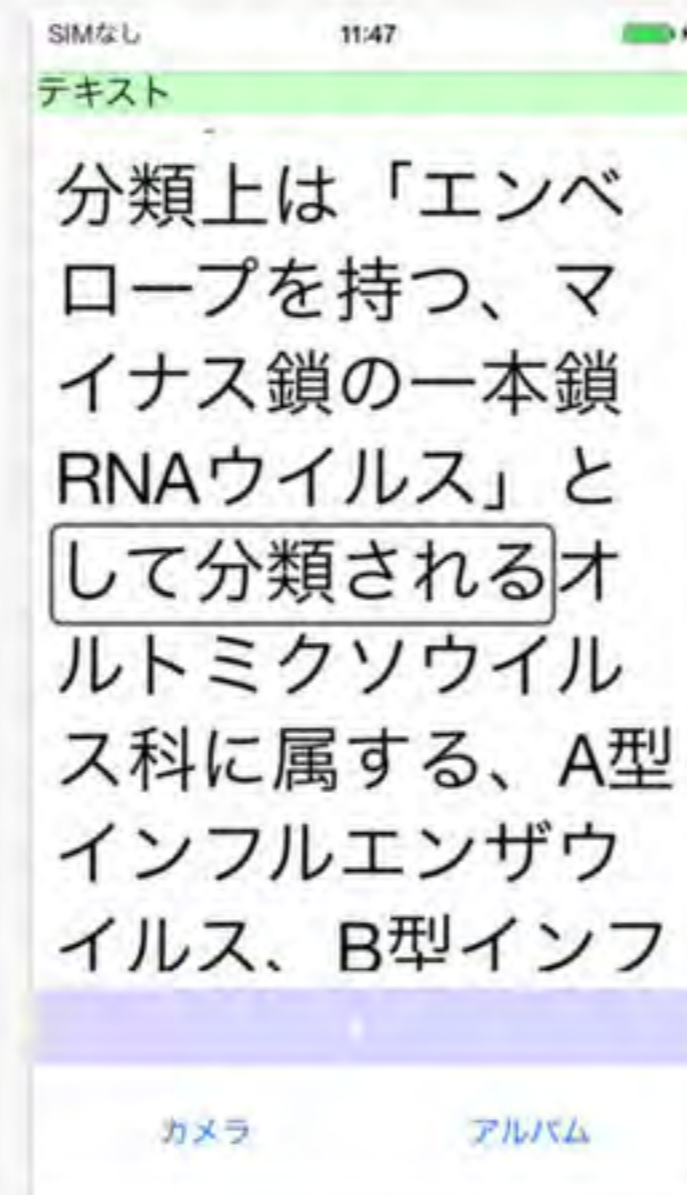 SIMなし 11:47
テキスト
分類上は「エンベ
ロープを持つ、マ
イナス鎖の一本鎖
RNAウイルス」と
して分類されるオ
ルトミクソウイル
ス科に属する、A型
インフルエンザウ
イルス、B型インフ
カメラ アルバム